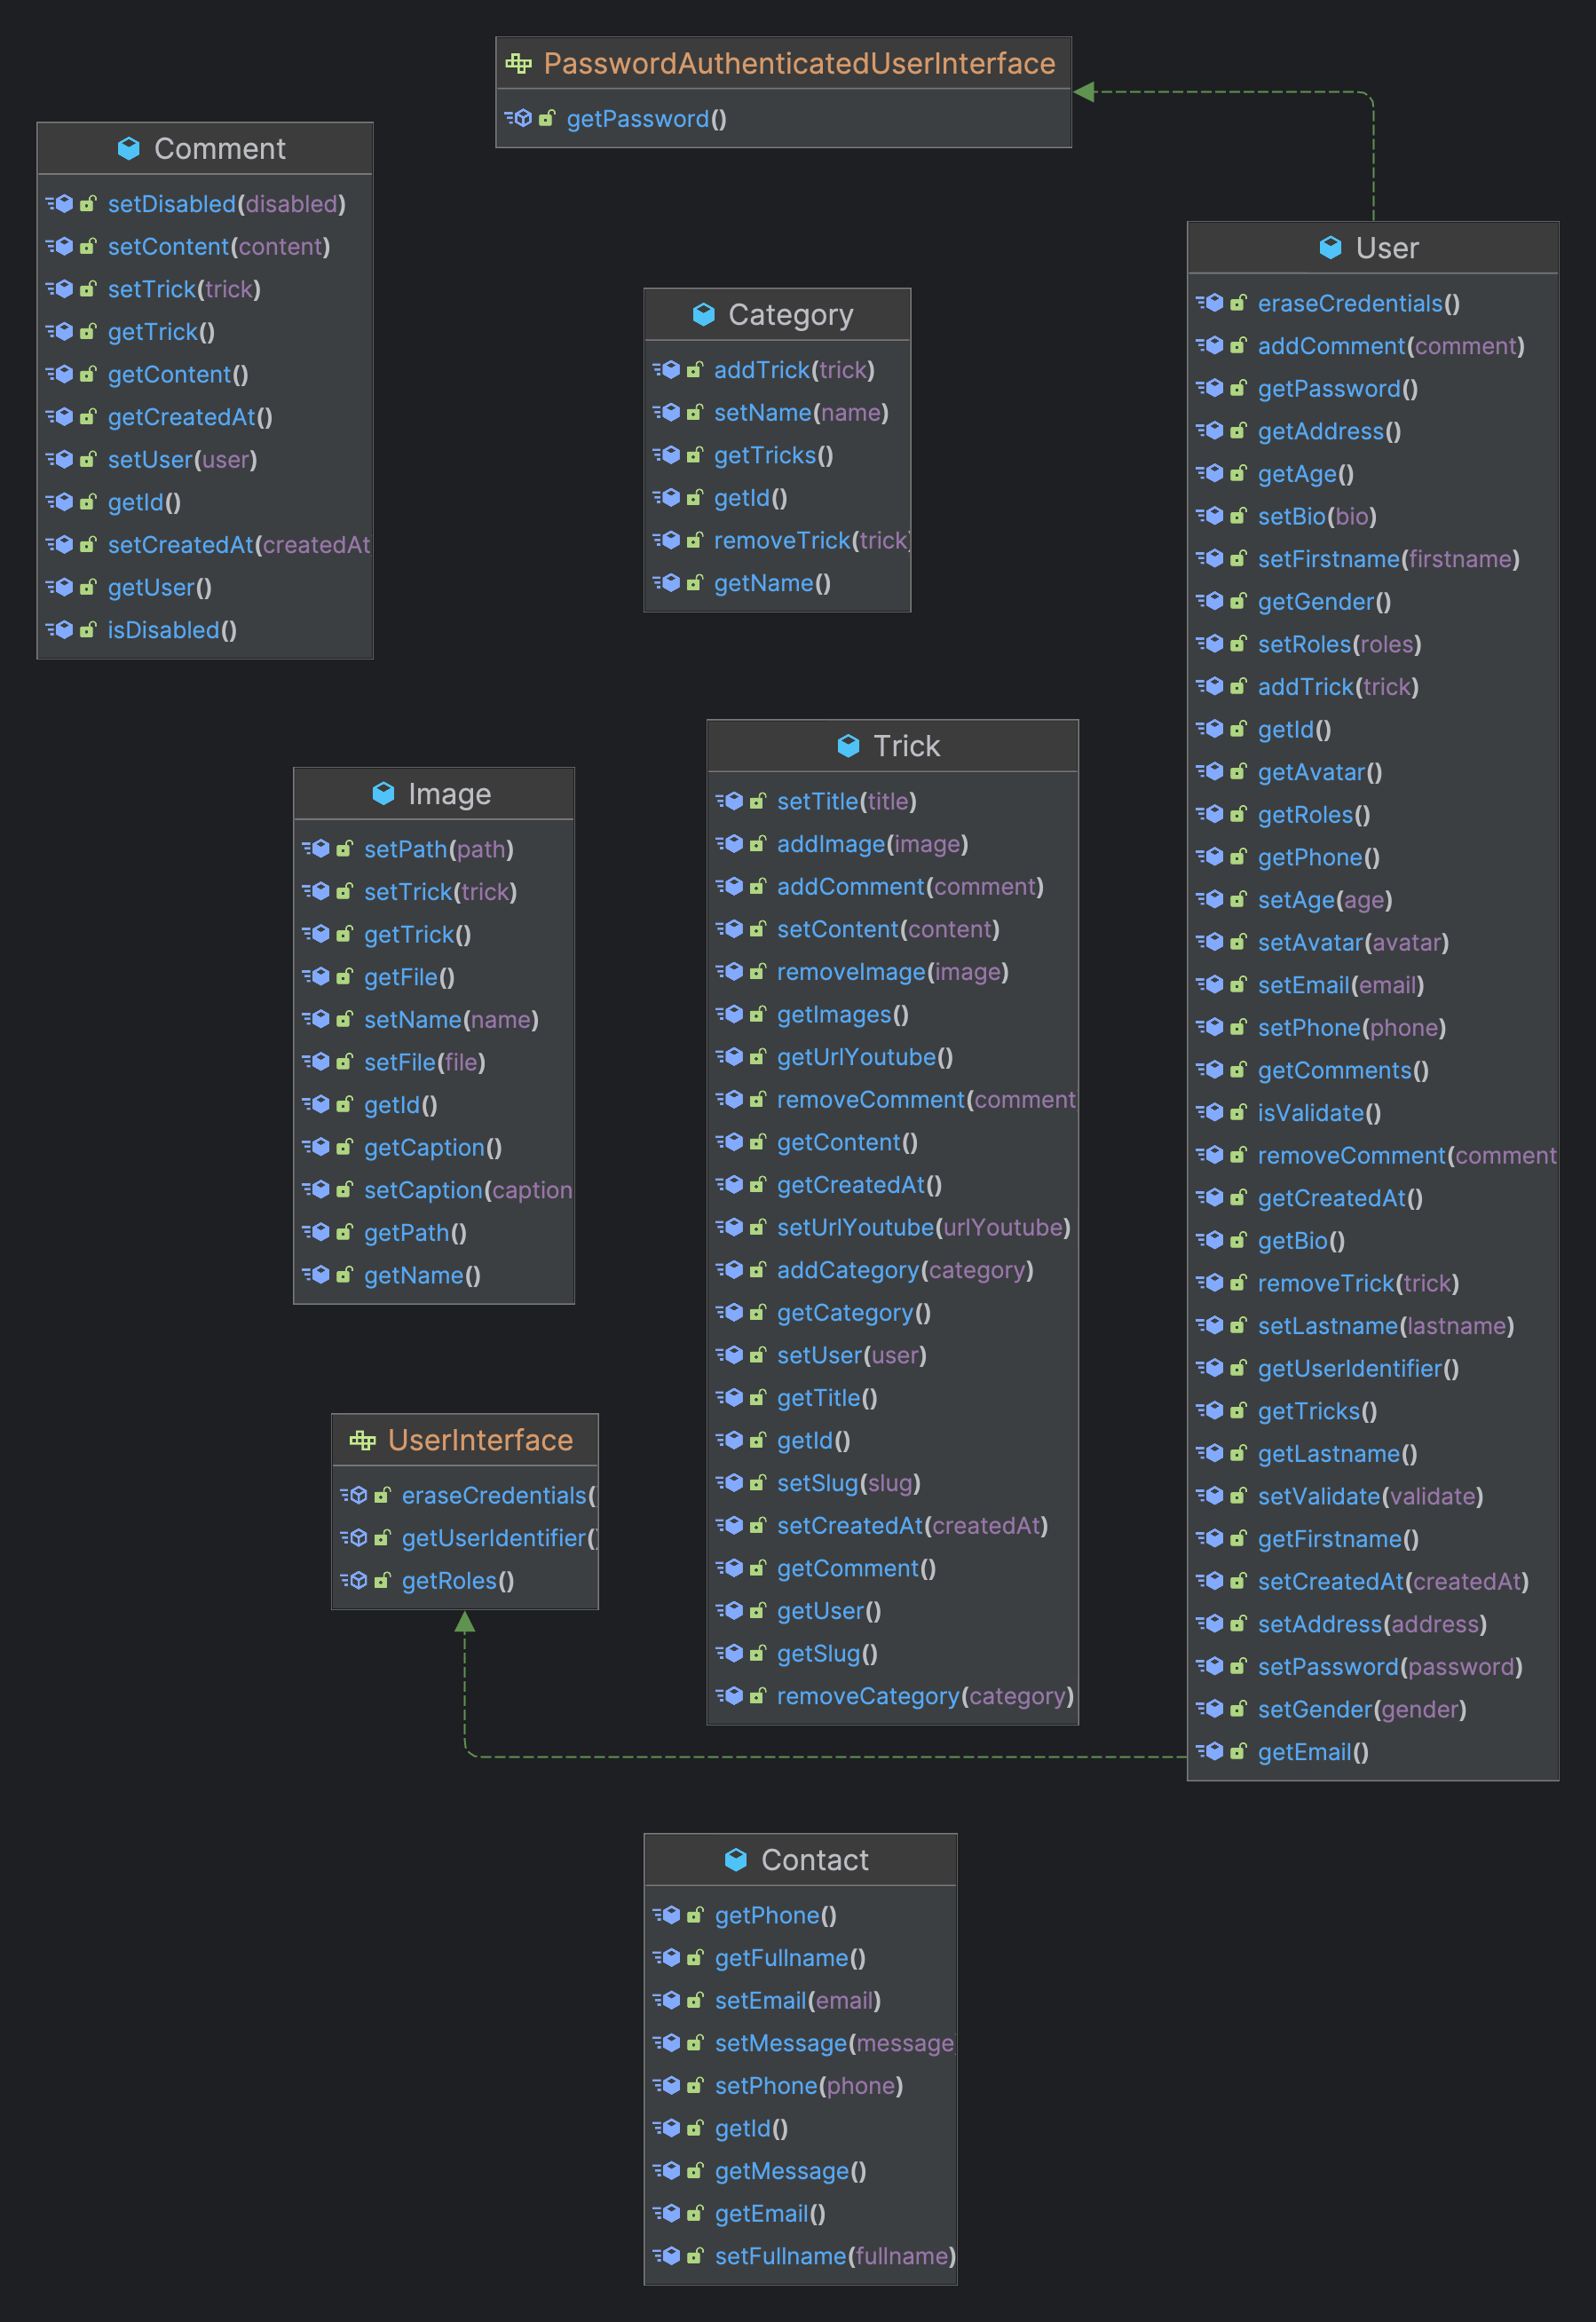 PasswordAuthenticatedUserInterface
getPassword()
Comment
setDisabled(disabled)
setContent(content)
setTrick(trick)
getTrick()
getContent()
getCreatedAt()
setUser(user)
getId()
setCreatedAt(createdAt
getUser()
isDisabled()
Category
addTrick(trick)
setName(name)
getTricks()
getId()
removeTrick(trick)
getName()
User
eraseCredentials()
addComment(comment)
getPassword()
getAddress()
getAge()
setBio(bio)
setFirstname(firstname)
getGender()
setRoles(roles)
addTrick(trick)
getId()
getAvatar()
getRoles()
getPhone()
setAge(age)
setAvatar(avatar)
setEmail(email)
setPhone(phone)
getComments()
isValidate()
removeComment(comment
getCreatedAt()
getBio()
removeTrick(trick)
setLastname(lastname)
getUserIdentifier()
getTricks()
getLastname()
setValidate(validate)
getFirstname()
setCreatedAt(createdAt)
setAddress(address)
setPassword(password)
setGender(gender)
getEmail()
Image
setPath(path)
setTrick(trick)
getTrick()
getFile()
setName(name)
setFile(file)
getId()
getCaption()
setCaption(caption
getPath()
getName()
Trick
setTitle(title)
addImage(image)
addComment(comment)
setContent(content)
removeImage(image)
getImages()
getUrlYoutube()
removeComment(comment
getContent()
getCreatedAt()
setUrlYoutube(urlYoutube)
addCategory(category)
getCategory()
setUser(user)
getTitle()
getId()
setSlug(slug)
setCreatedAt(createdAt)
getComment()
getUser()
getSlug()
removeCategory(category)
UserInterface
eraseCredentials()
getUserIdentifier()
getRoles()
Contact
getPhone()
getFullname()
setEmail(email)
setMessage(message)
setPhone(phone)
getId()
getMessage()
getEmail()
setFullname(fullname)